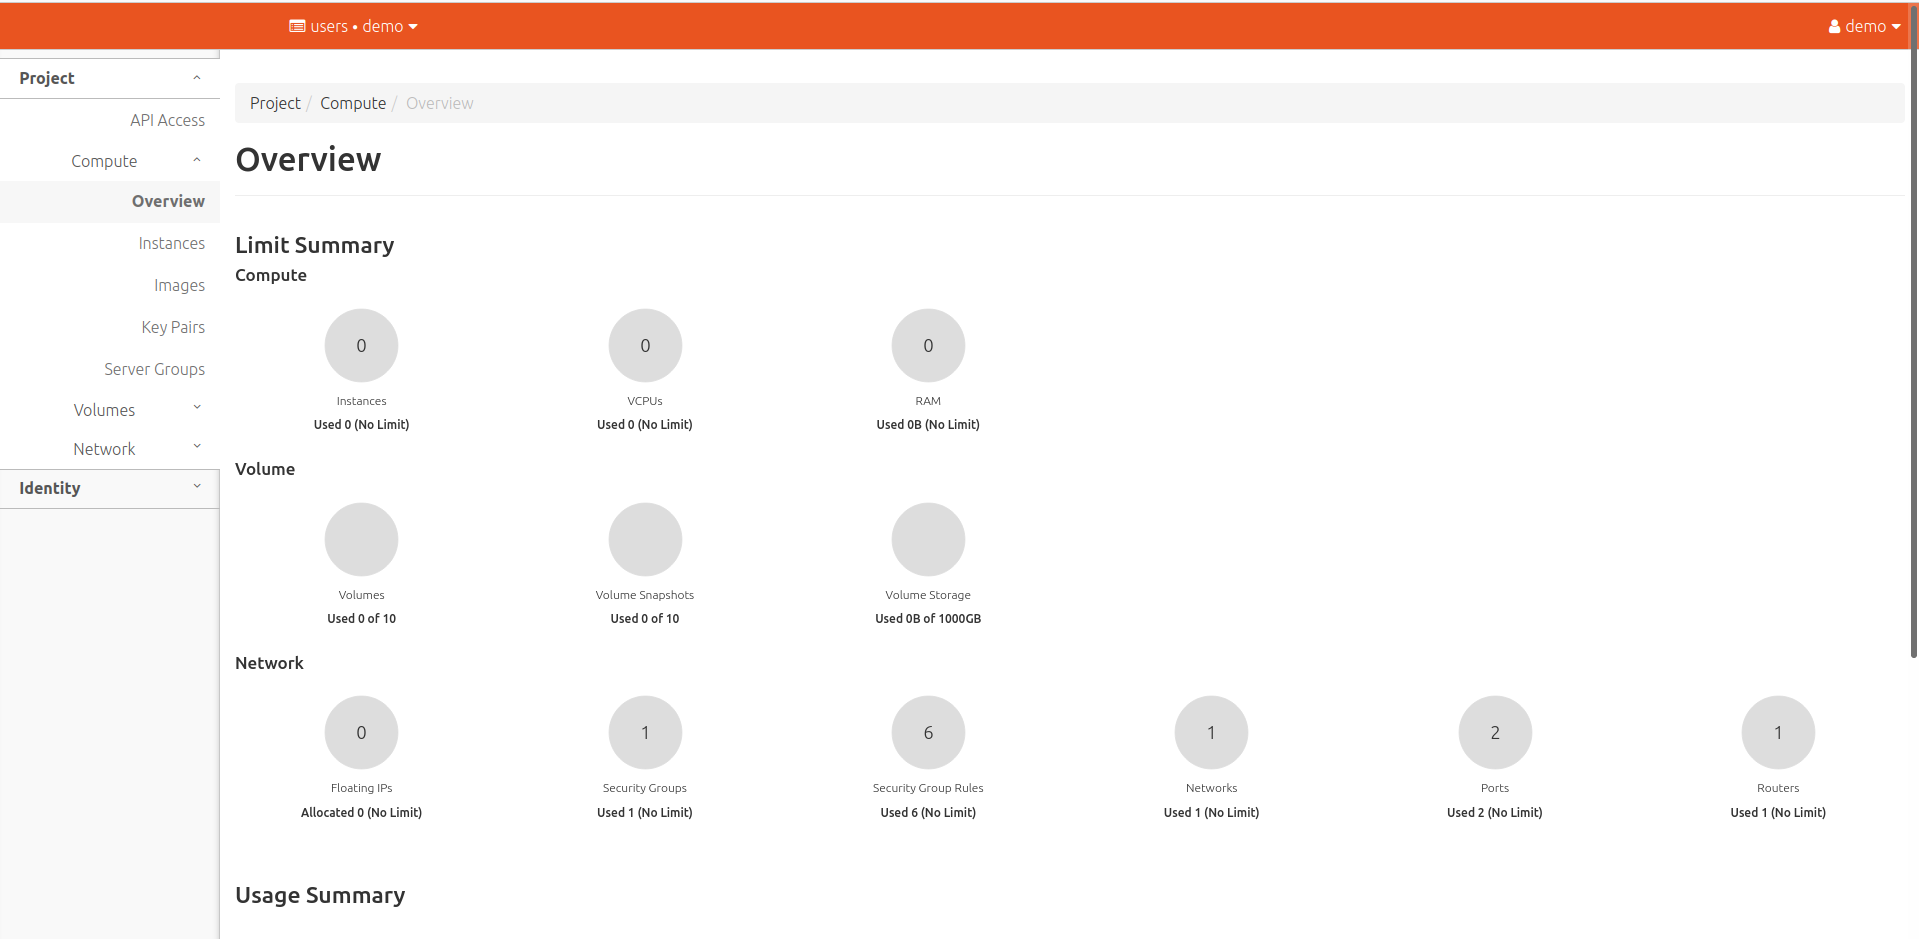 users • demo
demo
Project
API Access
Compute
Overview
Instances
Images
Key Pairs
Server Groups
Volumes
Network
Identity
Project / Compute / Overview
Overview
Limit Summary
Compute
0 0 0
Instances VCPUs RAM
Used 0 (No Limit) Used 0 (No Limit) Used 0B (No Limit)
Volume
Volumes Volume Snapshots Volume Storage
Used 0 of 10 Used 0 of 10 Used 0B of 1000GB
Network
0 1 6 1 2 1
Floating IPs Security Groups Security Group Rules Networks Ports Routers
Allocated 0 (No Limit) Used 1 (No Limit) Used 6 (No Limit) Used 1 (No Limit) Used 2 (No Limit) Used 1 (No Limit)
Usage Summary